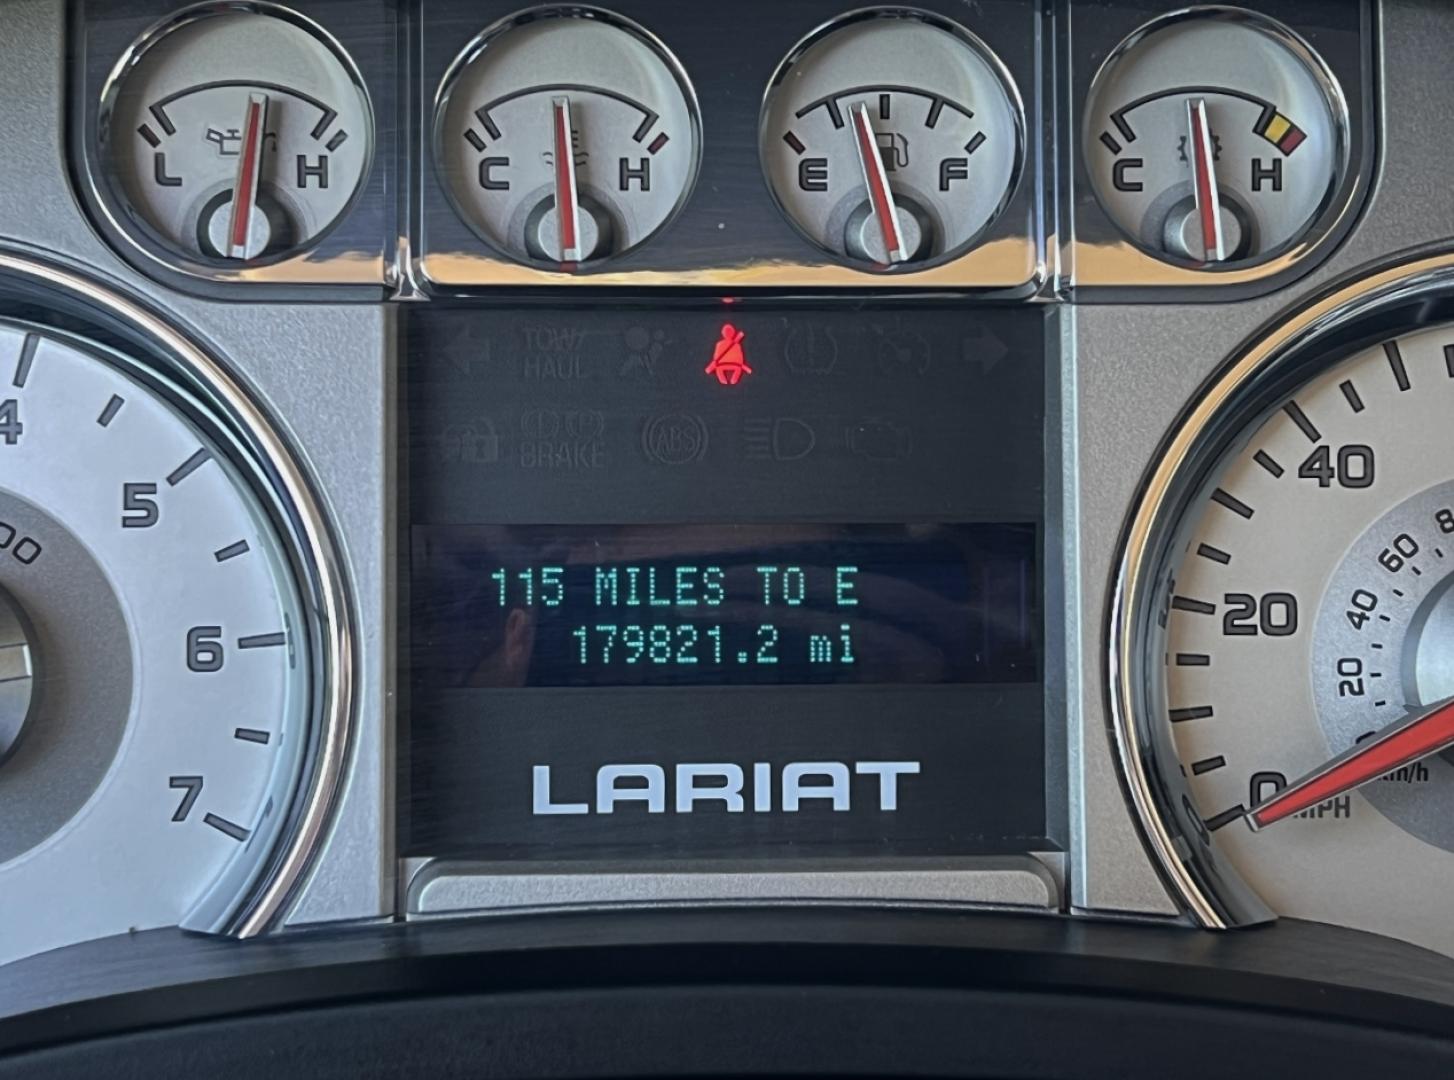 L H
C H
E F
C H
TOW/
HAUL
BRAKE
ABS
115 MILES TO E
179821.2 mi
LARIAT
4
5
6
7
40
20
0
MPH
60
40
20
km/h